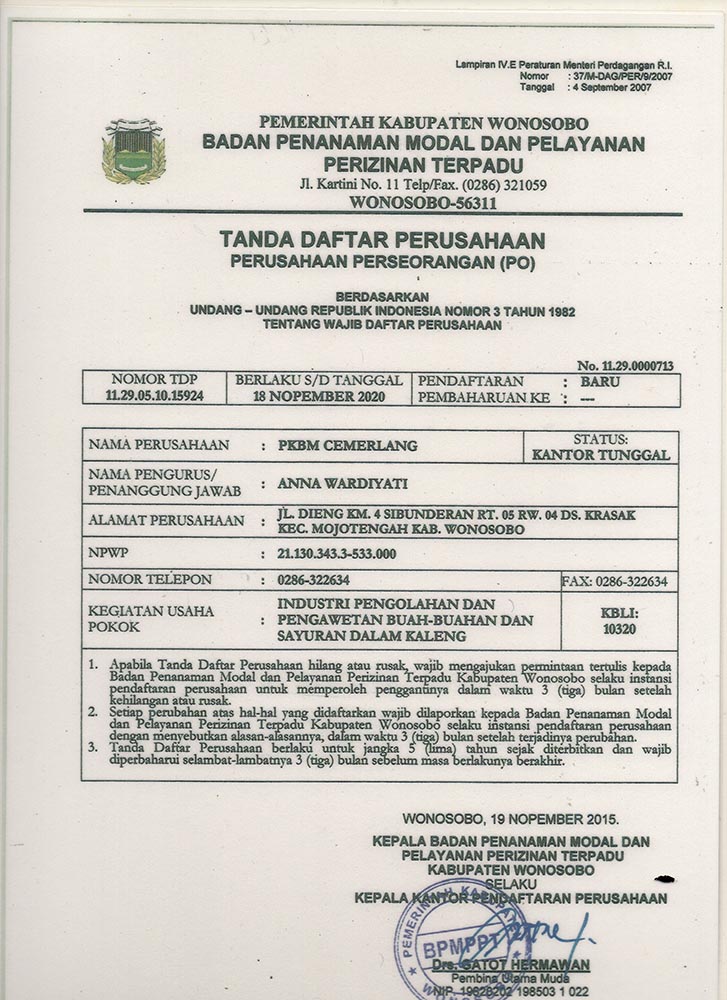 Lampiran IV.E Peraturan Menteri Perdagangan R.I.
Nomor : 37/M-DAG/PER/9/2007
Tanggal : 4 September 2007
PEMERINTAH KABUPATEN WONOSOBO
BADAN PENANAMAN MODAL DAN PELAYANAN
PERIZINAN TERPADU
Jl. Kartini No. 11 Telp/Fax. (0286) 321059
WONOSOBO-56311
TANDA DAFTAR PERUSAHAAN
PERUSAHAAN PERSEORANGAN (PO)
BERDASARKAN
UNDANG – UNDANG REPUBLIK INDONESIA NOMOR 3 TAHUN 1982
TENTANG WAJIB DAFTAR PERUSAHAAN
No. 11.29.0000713
NOMOR TDP
11.29.05.10.15924
BERLAKU S/D TANGGAL
18 NOPEMBER 2020
PENDAFTARAN : BARU
PEMBAHARUAN KE : ---
NAMA PERUSAHAAN : PKBM CEMERLANG
STATUS:
KANTOR TUNGGAL
NAMA PENGURUS/
PENANGGUNG JAWAB : ANNA WARDIYATI
ALAMAT PERUSAHAAN : JL. DIENG KM. 4 SIBUNDERAN RT. 05 RW. 04 DS. KRASAK
KEC. MOJOTENGAH KAB. WONOSOBO
NPWP : 21.130.343.3-533.000
NOMOR TELEPON : 0286-322634
FAX: 0286-322634
KEGIATAN USAHA
POKOK : INDUSTRI PENGOLAHAN DAN
PENGAWETAN BUAH-BUAHAN DAN
SAYURAN DALAM KALENG
KBLI:
10320
1. Apabila Tanda Daftar Perusahaan hilang atau rusak, wajib mengajukan permintaan tertulis kepada
Badan Penanaman Modal dan Pelayanan Perizinan Terpadu Kabupaten Wonosobo selaku instansi
pendaftaran perusahaan untuk memperoleh penggantinya dalam waktu 3 (tiga) bulan setelah
kehilangan atau rusak.
2. Setiap perubahan atas hal-hal yang didaftarkan wajib dilaporkan kepada Badan Penanaman Modal
dan Pelayanan Perizinan Terpadu Kabupaten Wonosobo selaku instansi pendaftaran perusahaan
dengan menyebutkan alasan-alasannya, dalam waktu 3 (tiga) bulan setelah terjadinya perubahan.
3. Tanda Daftar Perusahaan berlaku untuk jangka 5 (lima) tahun sejak diterbitkan dan wajib
diperbaharui selambat-lambatnya 3 (tiga) bulan sebelum masa berlakunya berakhir.
WONOSOBO, 19 NOPEMBER 2015.
KEPALA BADAN PENANAMAN MODAL DAN
PELAYANAN PERIZINAN TERPADU
KABUPATEN WONOSOBO
SELAKU
KEPALA KANTOR PENDAFTARAN PERUSAHAAN
PEMERINTAH
BPMPPT
Drs. GATOT HERMAWAN
Pembina Utama Muda
NIP. 198503 1 022